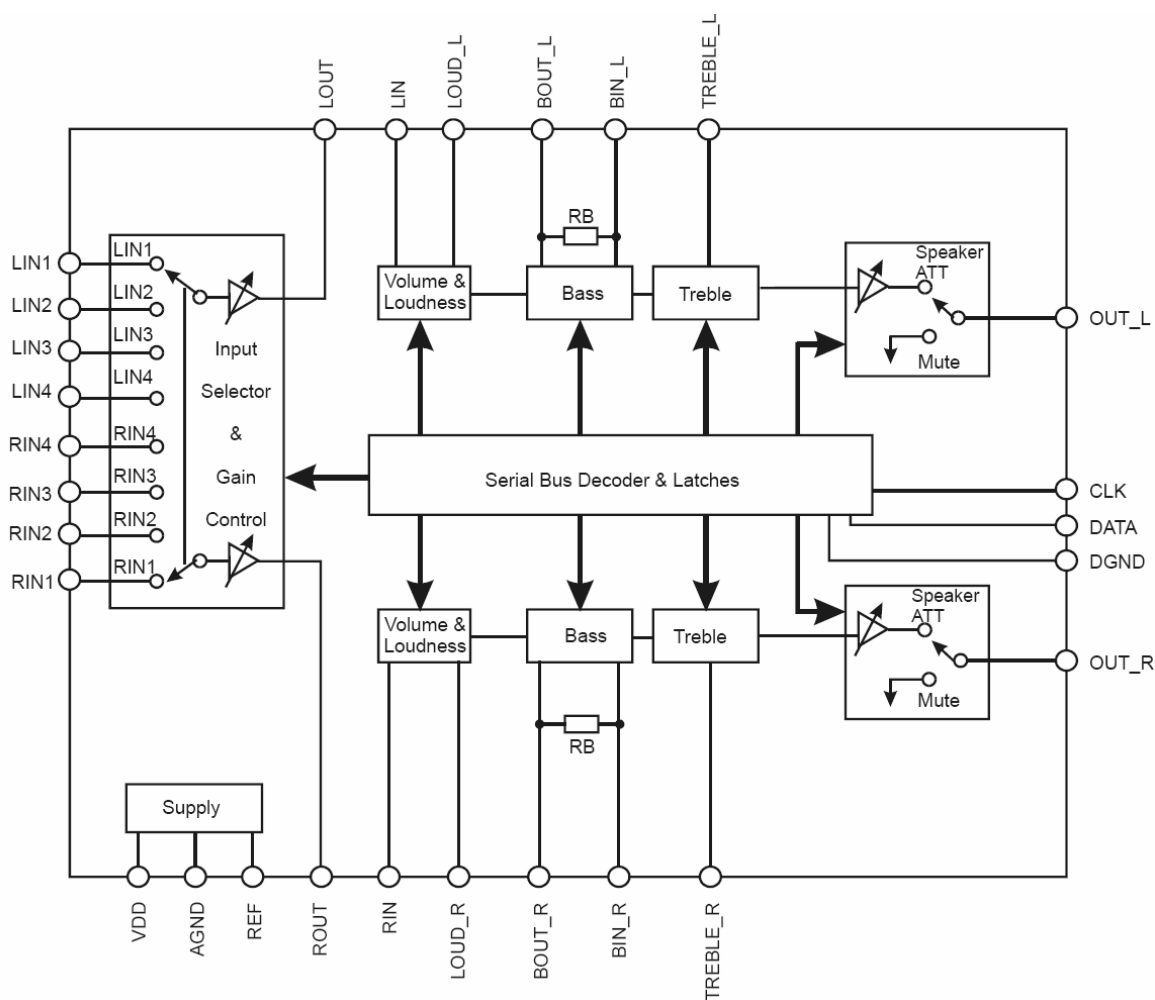 LOUT
LIN
LOUD_L
BOUT_L
BIN_L
TREBLE_L
LIN1
LIN2
LIN3
LIN4
RIN4
RIN3
RIN2
RIN1
LIN1
LIN2
LIN3
LIN4
RIN4
RIN3
RIN2
RIN1
Input
Selector
&
Gain
Control
RB
Volume &
Loudness
Bass
Treble
Speaker
ATT
Mute
OUT_L
Serial Bus Decoder & Latches
CLK
DATA
DGND
Volume &
Loudness
Bass
Treble
Speaker
ATT
Mute
OUT_R
RB
Supply
VDD
AGND
REF
ROUT
RIN
LOUD_R
BOUT_R
BIN_R
TREBLE_R